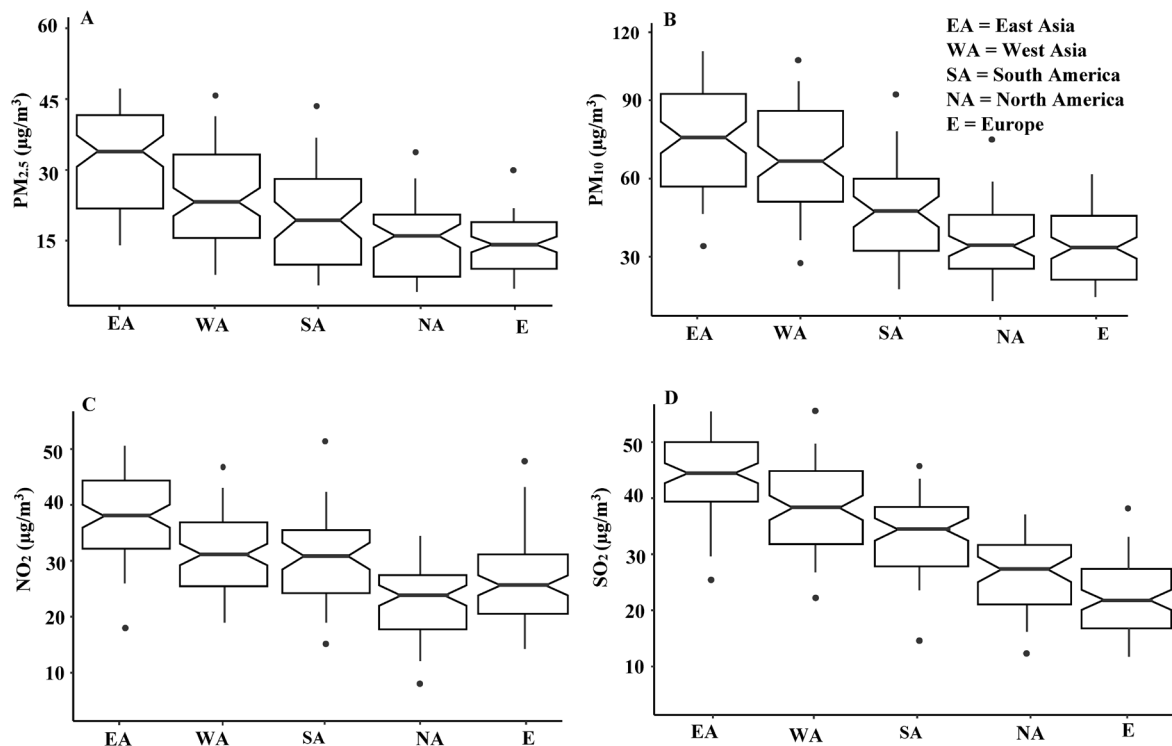 A
60
45
30
15
PM₂.₅ (μg/m³)
EA WA SA NA E
B
120
90
60
30
PM₁₀ (μg/m³)
EA WA SA NA E
EA = East Asia
WA = West Asia
SA = South America
NA = North America
E = Europe
C
50
40
30
20
10
NO₂ (μg/m³)
EA WA SA NA E
D
50
40
30
20
10
SO₂ (μg/m³)
EA WA SA NA E